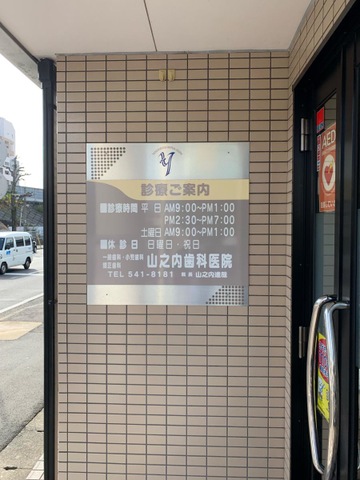 診療ご案内
■診療時間 平 日 AM9:00~PM1:00
PM2:30~PM7:00
土曜日 AM9:00~PM1:00
■休 診 日 日曜日・祝日
一般歯科・小児歯科
矯正歯科
山之内歯科医院
TEL 541-8181 院長 山之内
AED